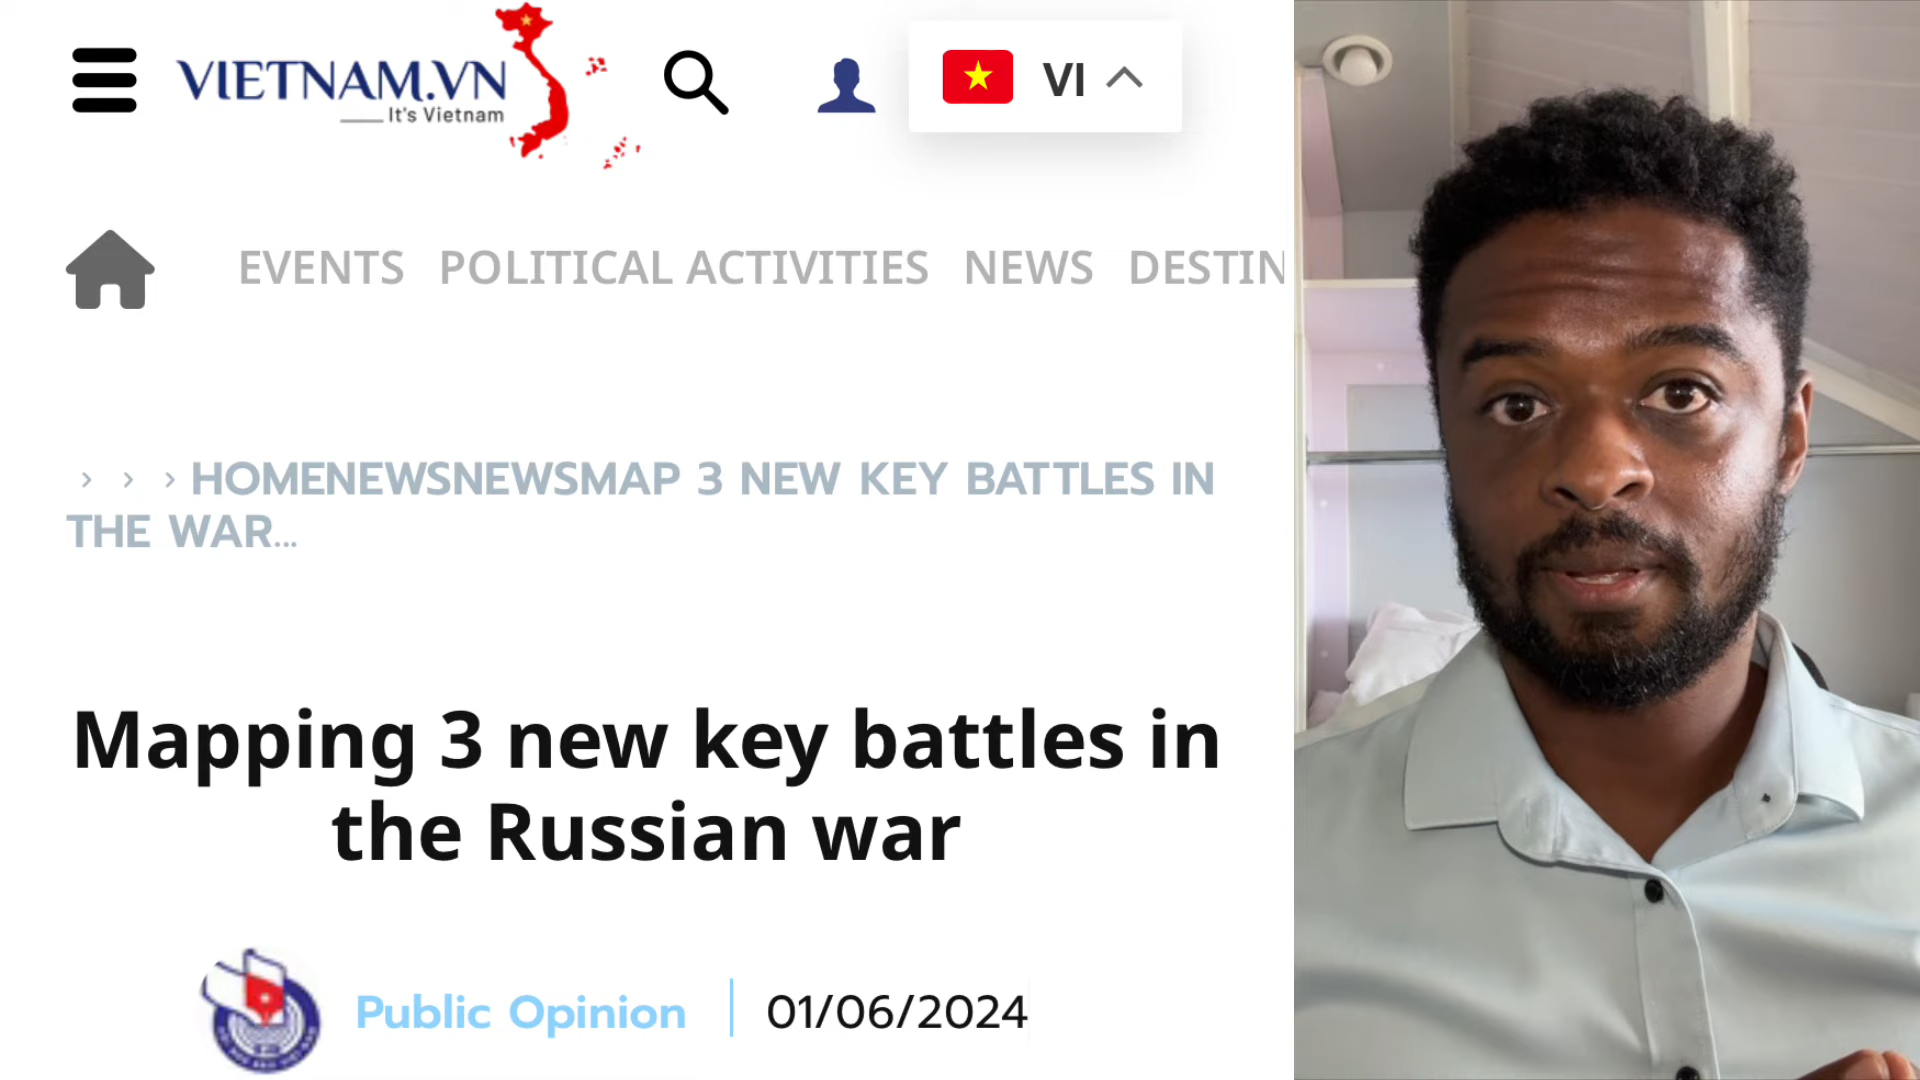 VIETNAM.VN
It's Vietnam
VI
EVENTS POLITICAL ACTIVITIES NEWS DESTIN
› › › HOMENEWSNEWSMAP 3 NEW KEY BATTLES IN
THE WAR...
Mapping 3 new key battles in
the Russian war
Public Opinion | 01/06/2024